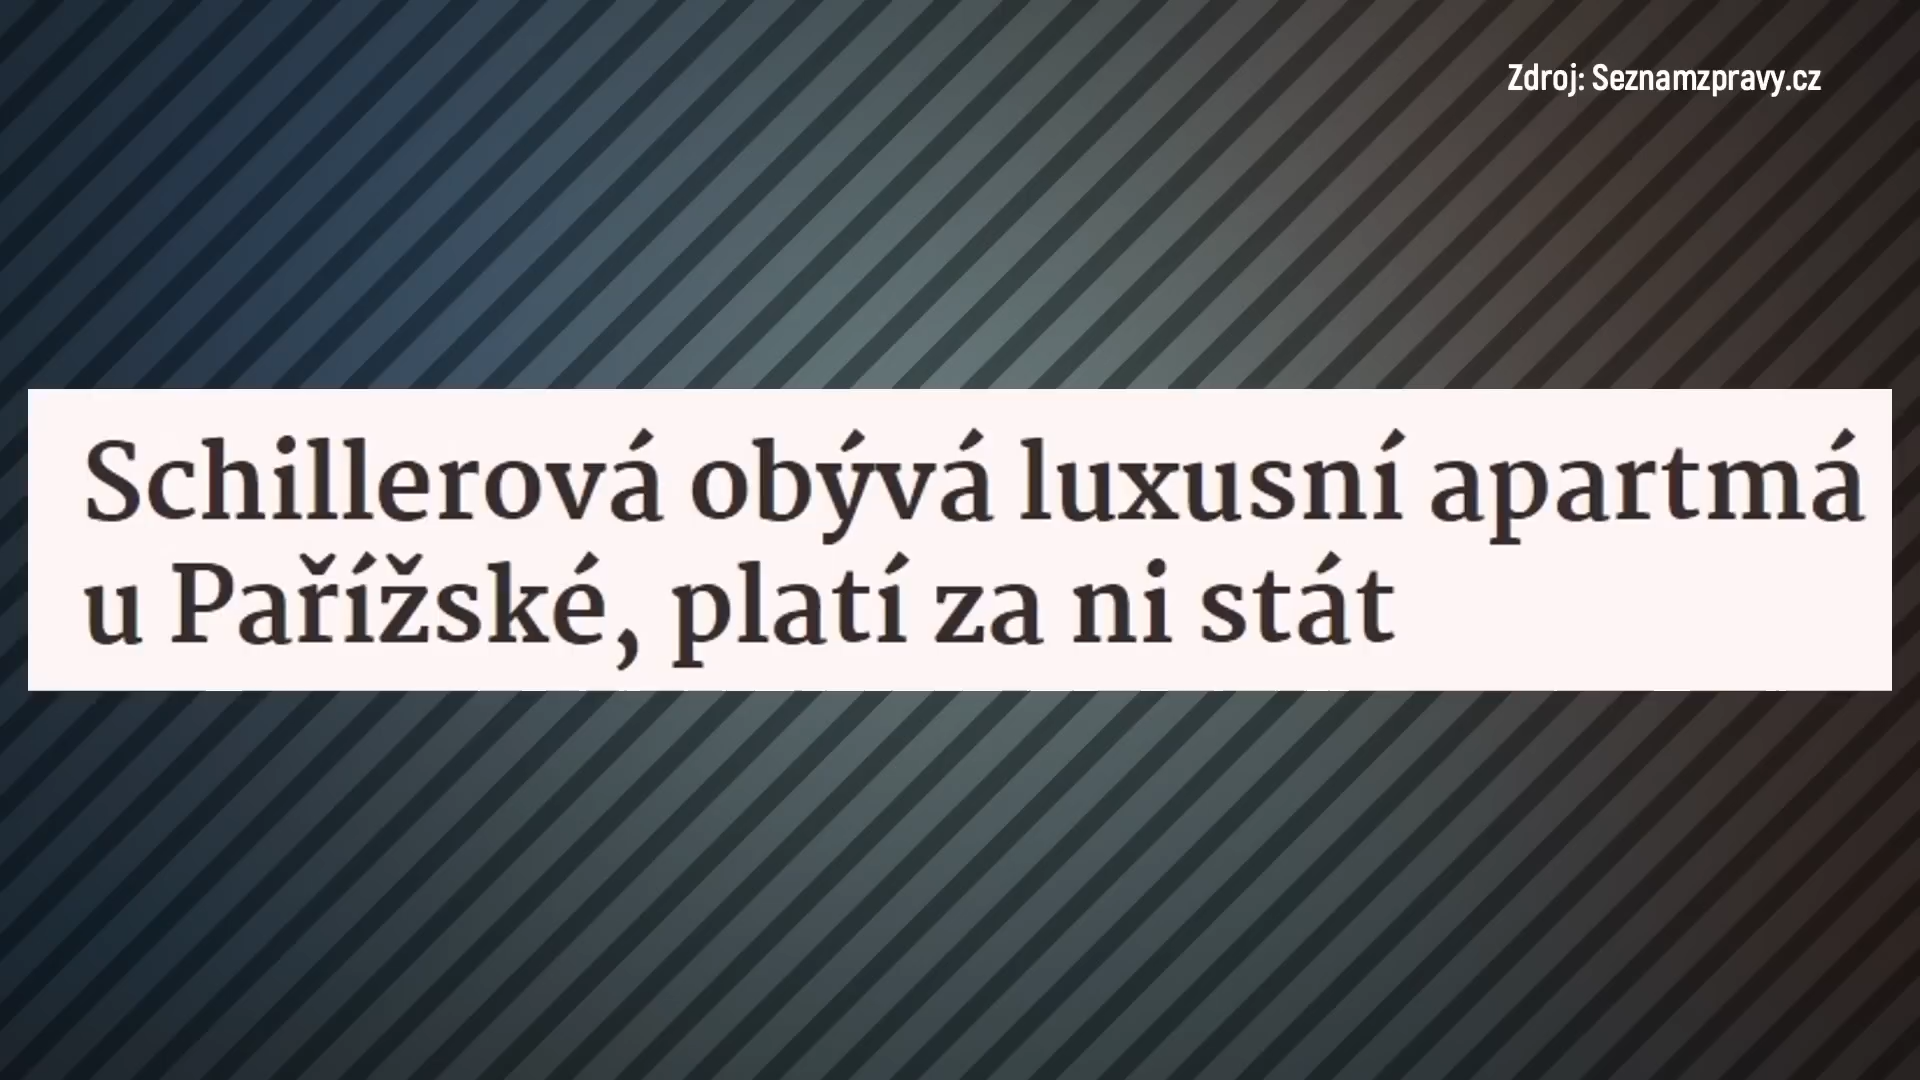 Zdroj: Seznamzpravy.cz
Schillerová obývá luxusní apartmá
u Pařížské, platí za ni stát